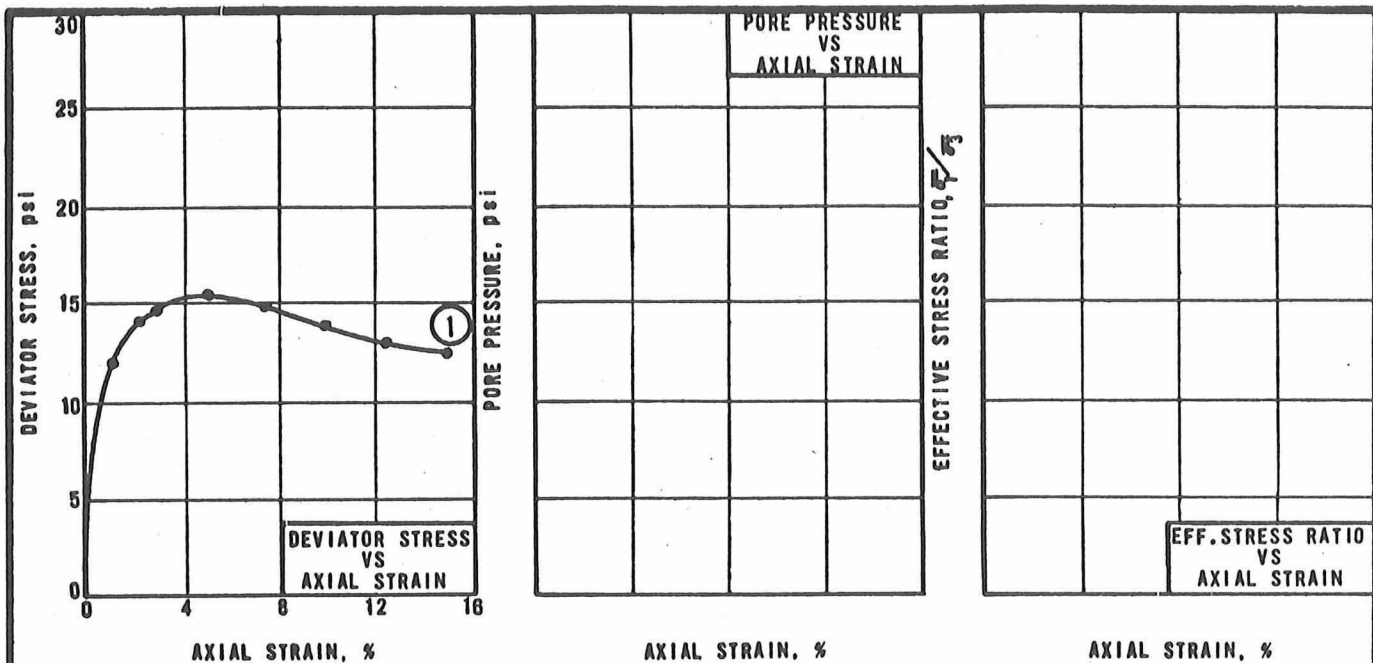 30
25
20
15
10
5
0
DEVIATOR STRESS, psi
1
DEVIATOR STRESS
VS
AXIAL STRAIN
0 4 8 12 16
AXIAL STRAIN, %
PORE PRESSURE, psi
PORE PRESSURE
VS
AXIAL STRAIN
AXIAL STRAIN, %
EFFECTIVE STRESS RATIO, σ̅₁/σ̅₃
EFF.STRESS RATIO
VS
AXIAL STRAIN
AXIAL STRAIN, %